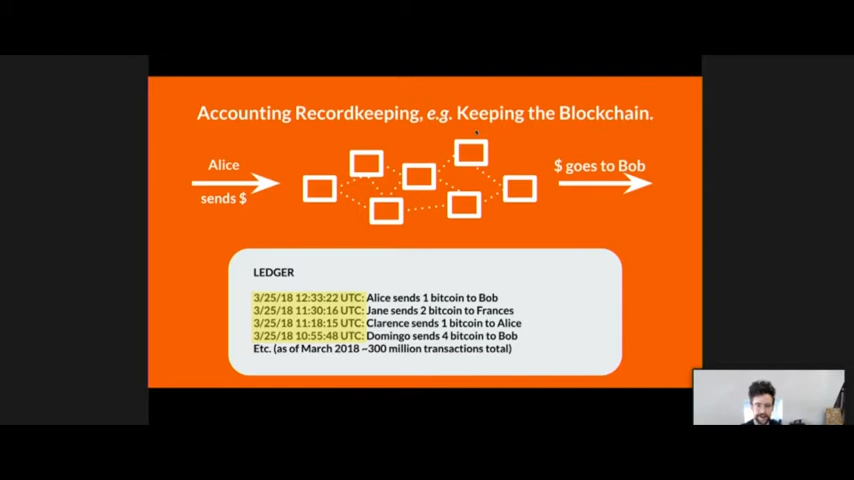 Accounting Recordkeeping, e.g. Keeping the Blockchain.
Alice
sends $
$ goes to Bob
LEDGER
3/25/18 12:33:22 UTC: Alice sends 1 bitcoin to Bob
3/25/18 11:30:16 UTC: Jane sends 2 bitcoin to Frances
3/25/18 11:18:15 UTC: Clarence sends 1 bitcoin to Alice
3/25/18 10:55:48 UTC: Domingo sends 4 bitcoin to Bob
Etc. (as of March 2018 ~300 million transactions total)